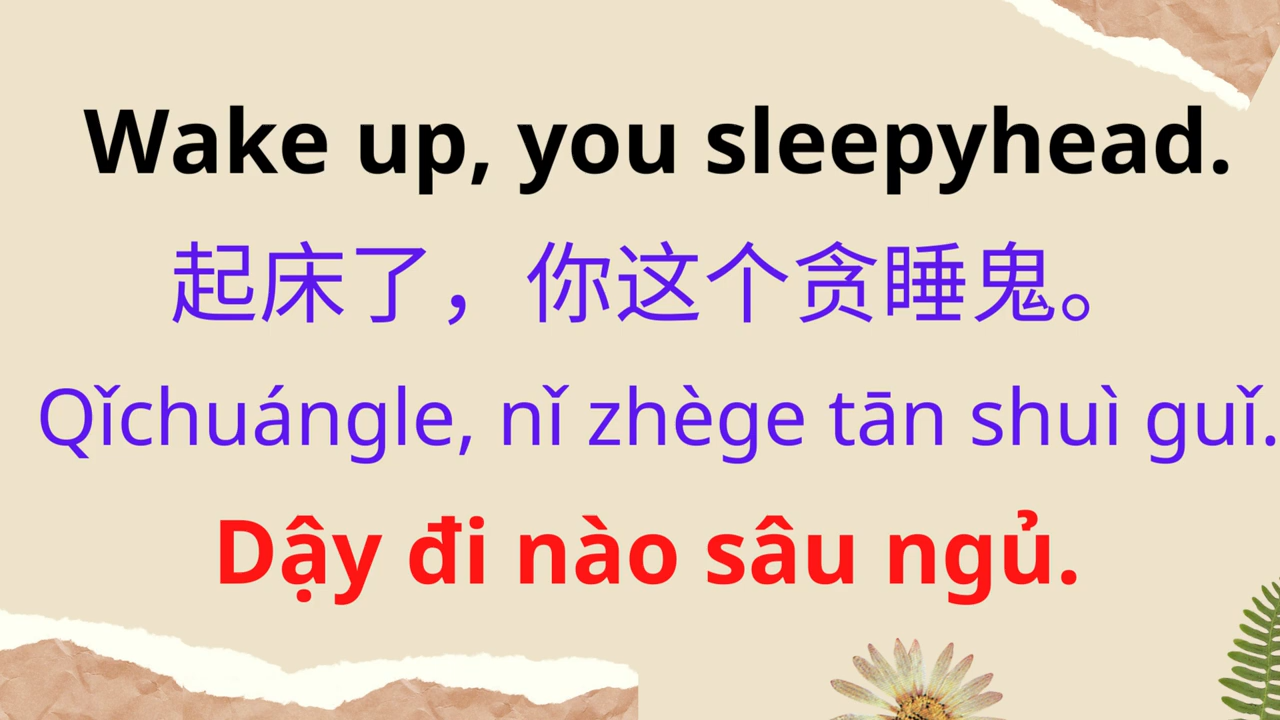 Wake up, you sleepyhead.
起床了，你这个贪睡鬼。
Qǐchuángle, nǐ zhège tān shuì guǐ.
Dậy đi nào sâu ngủ.